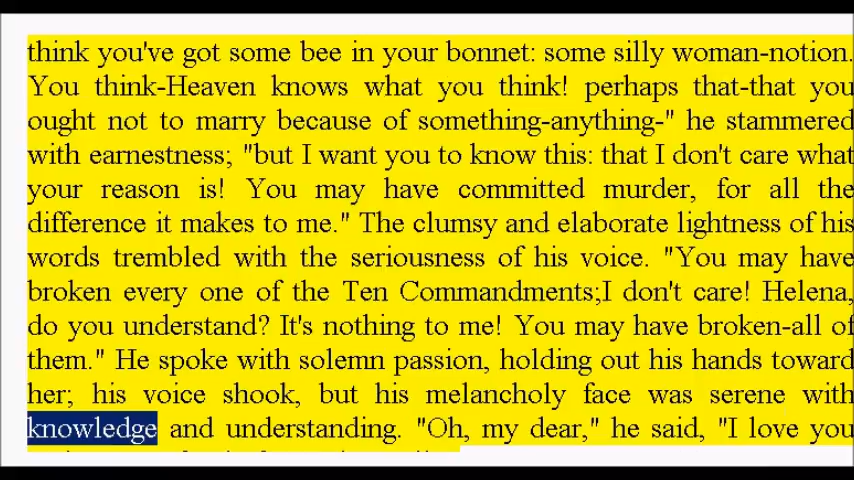 think you've got some bee in your bonnet: some silly woman-notion.
You think-Heaven knows what you think! perhaps that-that you
ought not to marry because of something-anything-" he stammered
with earnestness; "but I want you to know this: that I don't care what
your reason is! You may have committed murder, for all the
difference it makes to me." The clumsy and elaborate lightness of his
words trembled with the seriousness of his voice. "You may have
broken every one of the Ten Commandments;I don't care! Helena,
do you understand? It's nothing to me! You may have broken-all of
them." He spoke with solemn passion, holding out his hands toward
her; his voice shook, but his melancholy face was serene with
knowledge and understanding. "Oh, my dear," he said, "I love you